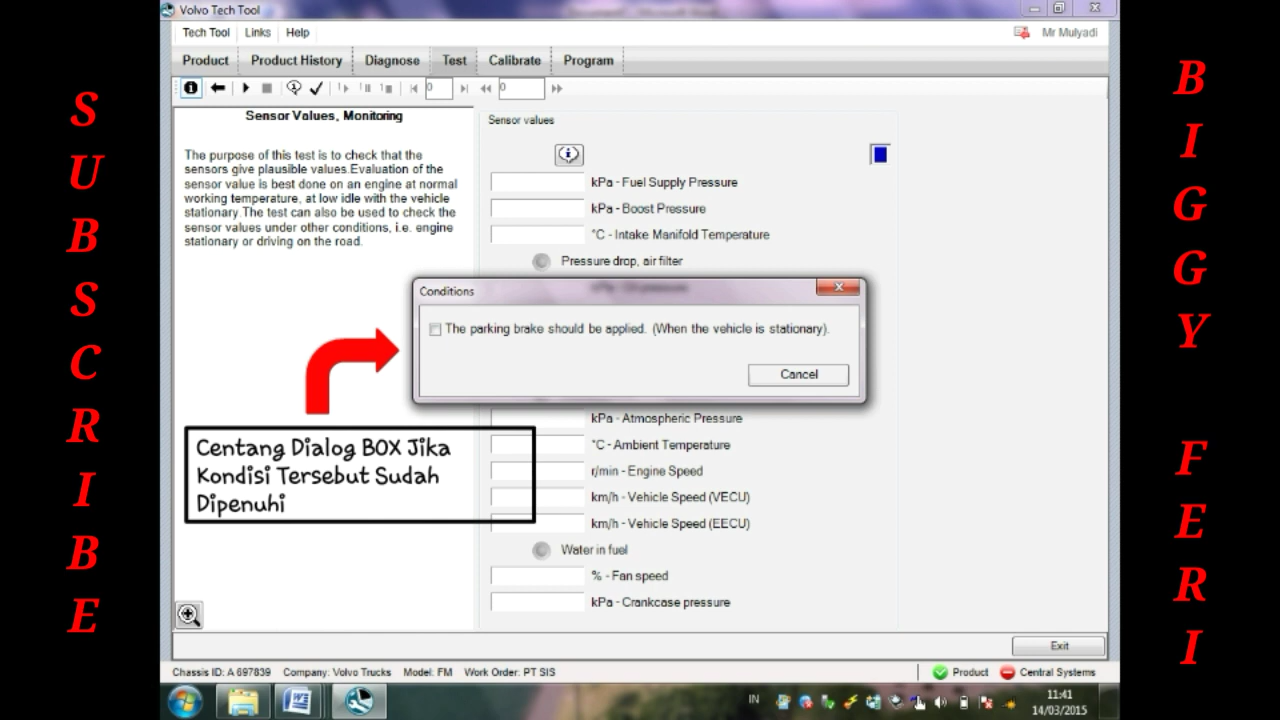 Volvo Tech Tool
Tech Tool Links Help
Mr Mulyadi
Product Product History Diagnose Test Calibrate Program
0 0
Sensor Values, Monitoring
The purpose of this test is to check that the
sensors give plausible values.Evaluation of the
sensor value is best done on an engine at normal
working temperature, at low idle with the vehicle
stationary.The test can also be used to check the
sensor values under other conditions, i.e. engine
stationary or driving on the road.
Sensor values
kPa - Fuel Supply Pressure
kPa - Boost Pressure
°C - Intake Manifold Temperature
Pressure drop, air filter
Conditions
The parking brake should be applied. (When the vehicle is stationary).
Cancel
kPa - Atmospheric Pressure
°C - Ambient Temperature
r/min - Engine Speed
km/h - Vehicle Speed (VECU)
km/h - Vehicle Speed (EECU)
Water in fuel
% - Fan speed
kPa - Crankcase pressure
Centang Dialog BOX Jika
Kondisi Tersebut Sudah
Dipenuhi
Exit
Chassis ID: A 697839 Company: Volvo Trucks Model: FM Work Order: PT SIS
Product Central Systems
IN
11:41
14/03/2015
SUBSCRIBE
BIGGY FERI